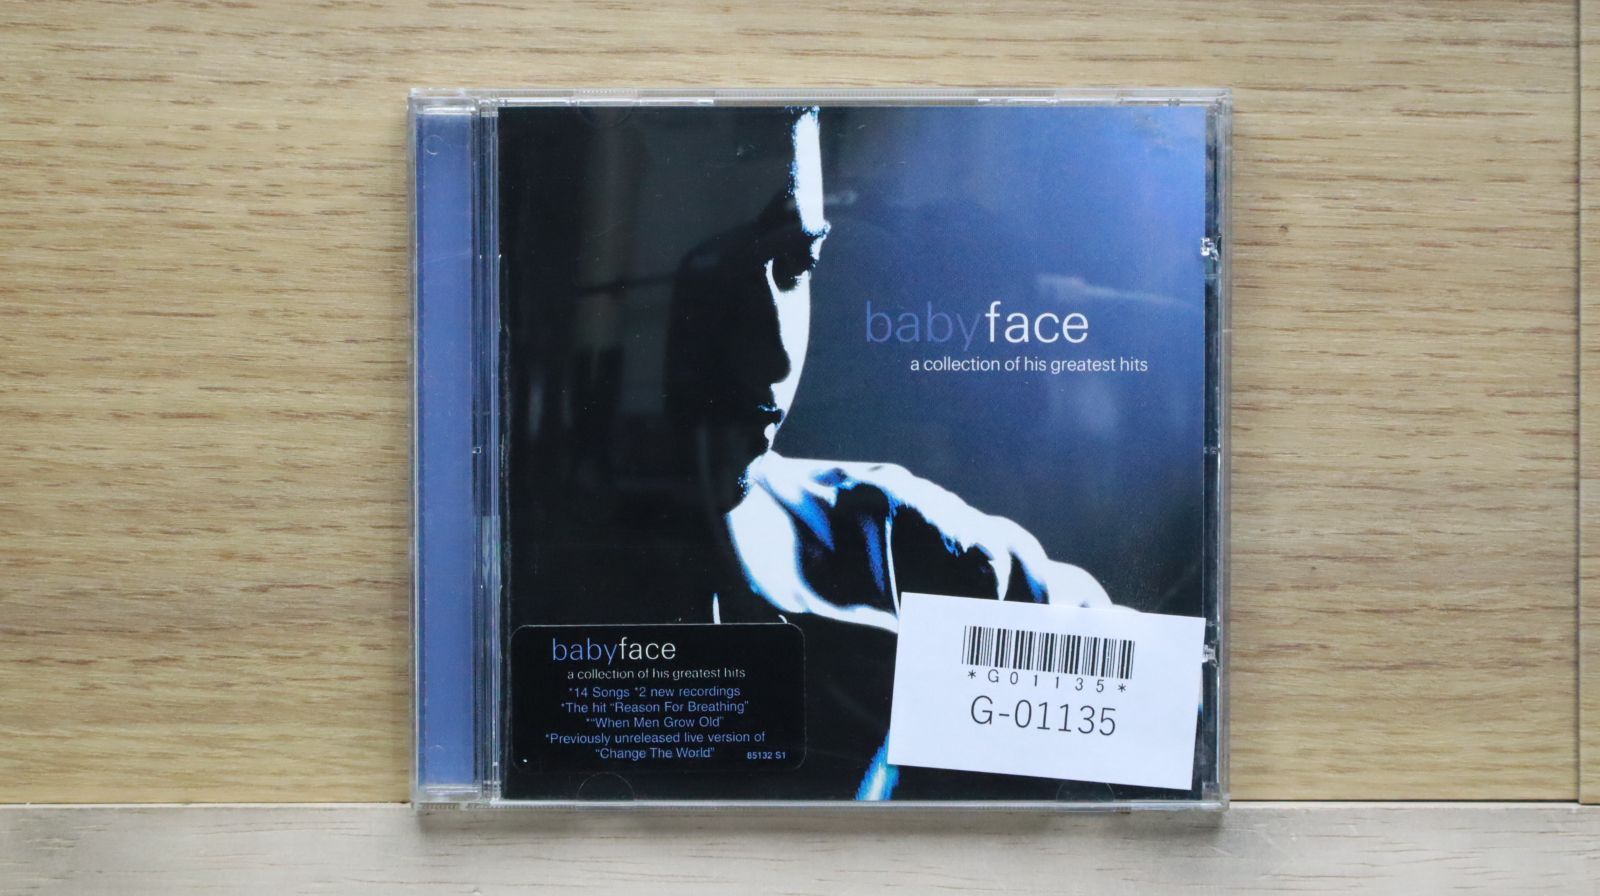 babyface
a collection of his greatest hits
babyface
a collection of his greatest hits
*14 Songs *2 new recordings
*The hit “Reason For Breathing”
*“When Men Grow Old”
*Previously unreleased live version of
“Change The World”
85132 S1
*G01135*
G-01135